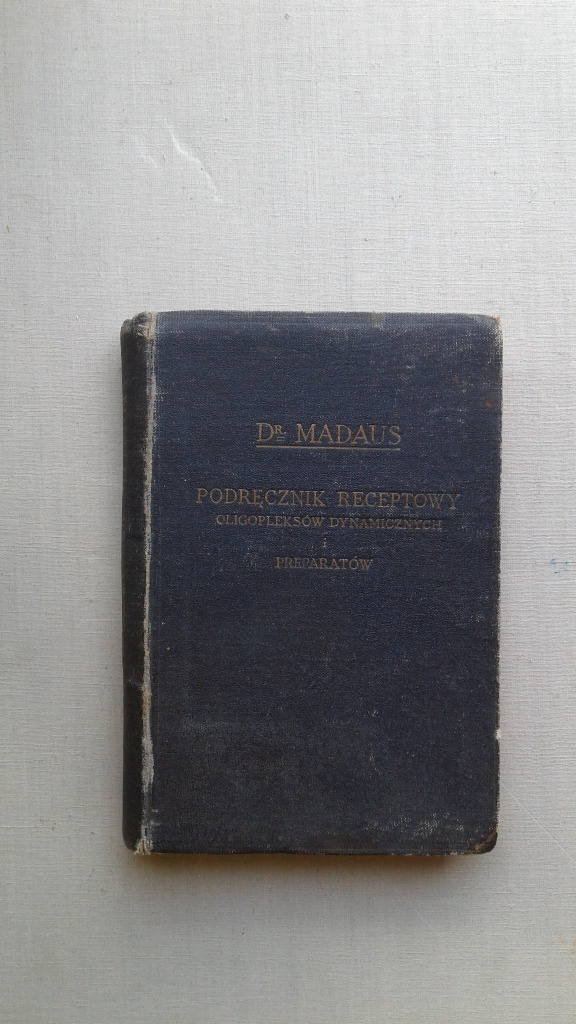 Dr. MADAUS
PODRĘCZNIK RECEPTOWY
OLIGOPLEKSÓW DYNAMICZNYCH
i
PREPARATÓW